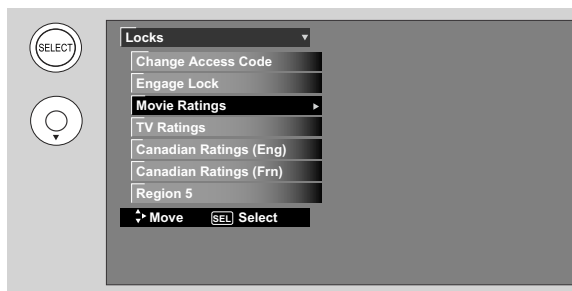 SELECT
Locks
Change Access Code
Engage Lock
Movie Ratings
TV Ratings
Canadian Ratings (Eng)
Canadian Ratings (Frn)
Region 5
Move SEL Select